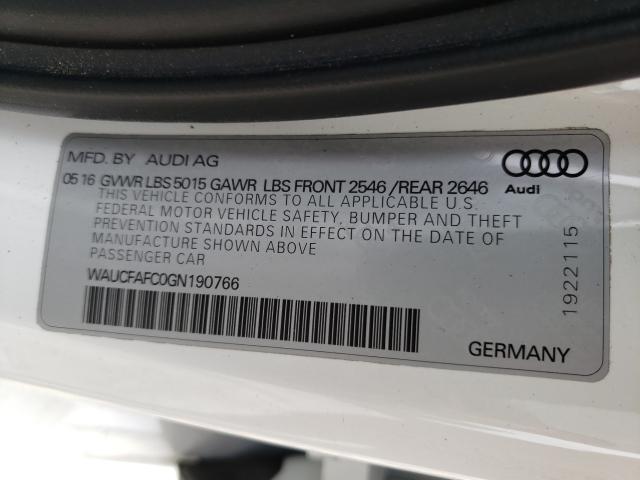 MFD. BY AUDI AG
05 16 GVWR LBS 5015 GAWR LBS FRONT 2546 /REAR 2646
THIS VEHICLE CONFORMS TO ALL APPLICABLE U.S.
FEDERAL MOTOR VEHICLE SAFETY, BUMPER AND THEFT
PREVENTION STANDARDS IN EFFECT ON THE DATE OF
MANUFACTURE SHOWN ABOVE
PASSENGER CAR
WAUCFAFC0GN190766
Audi
1922115
GERMANY